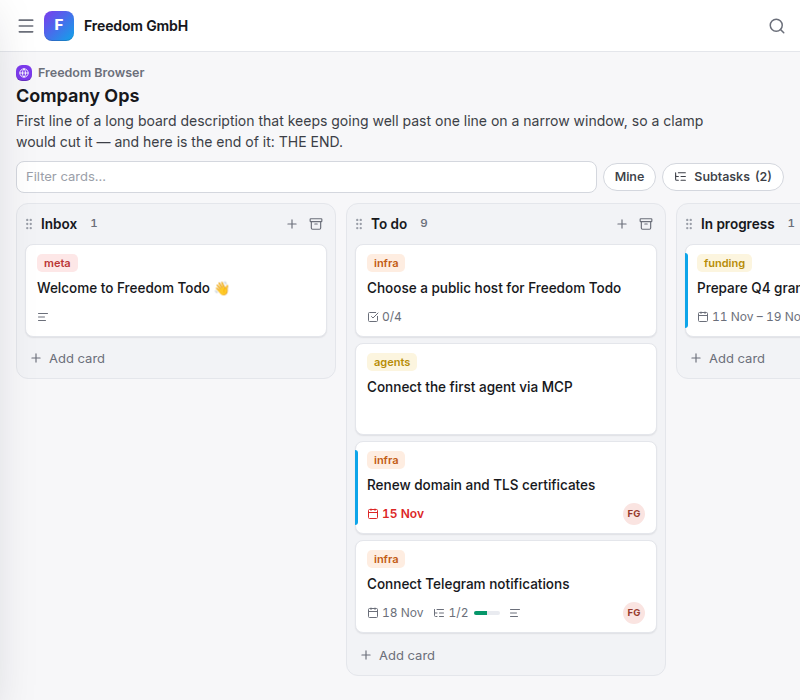 F
Freedom GmbH
Freedom Browser
Company Ops
First line of a long board description that keeps going well past one line on a narrow window, so a clamp
would cut it — and here is the end of it: THE END.
Filter cards...
Mine
Subtasks (2)
Inbox 1
meta
Welcome to Freedom Todo 👋
Add card
To do 9
infra
Choose a public host for Freedom Todo
0/4
agents
Connect the first agent via MCP
infra
Renew domain and TLS certificates
15 Nov
FG
infra
Connect Telegram notifications
18 Nov 1/2
FG
Add card
In progress 1
funding
Prepare Q4 gran
11 Nov – 19 No
Add card